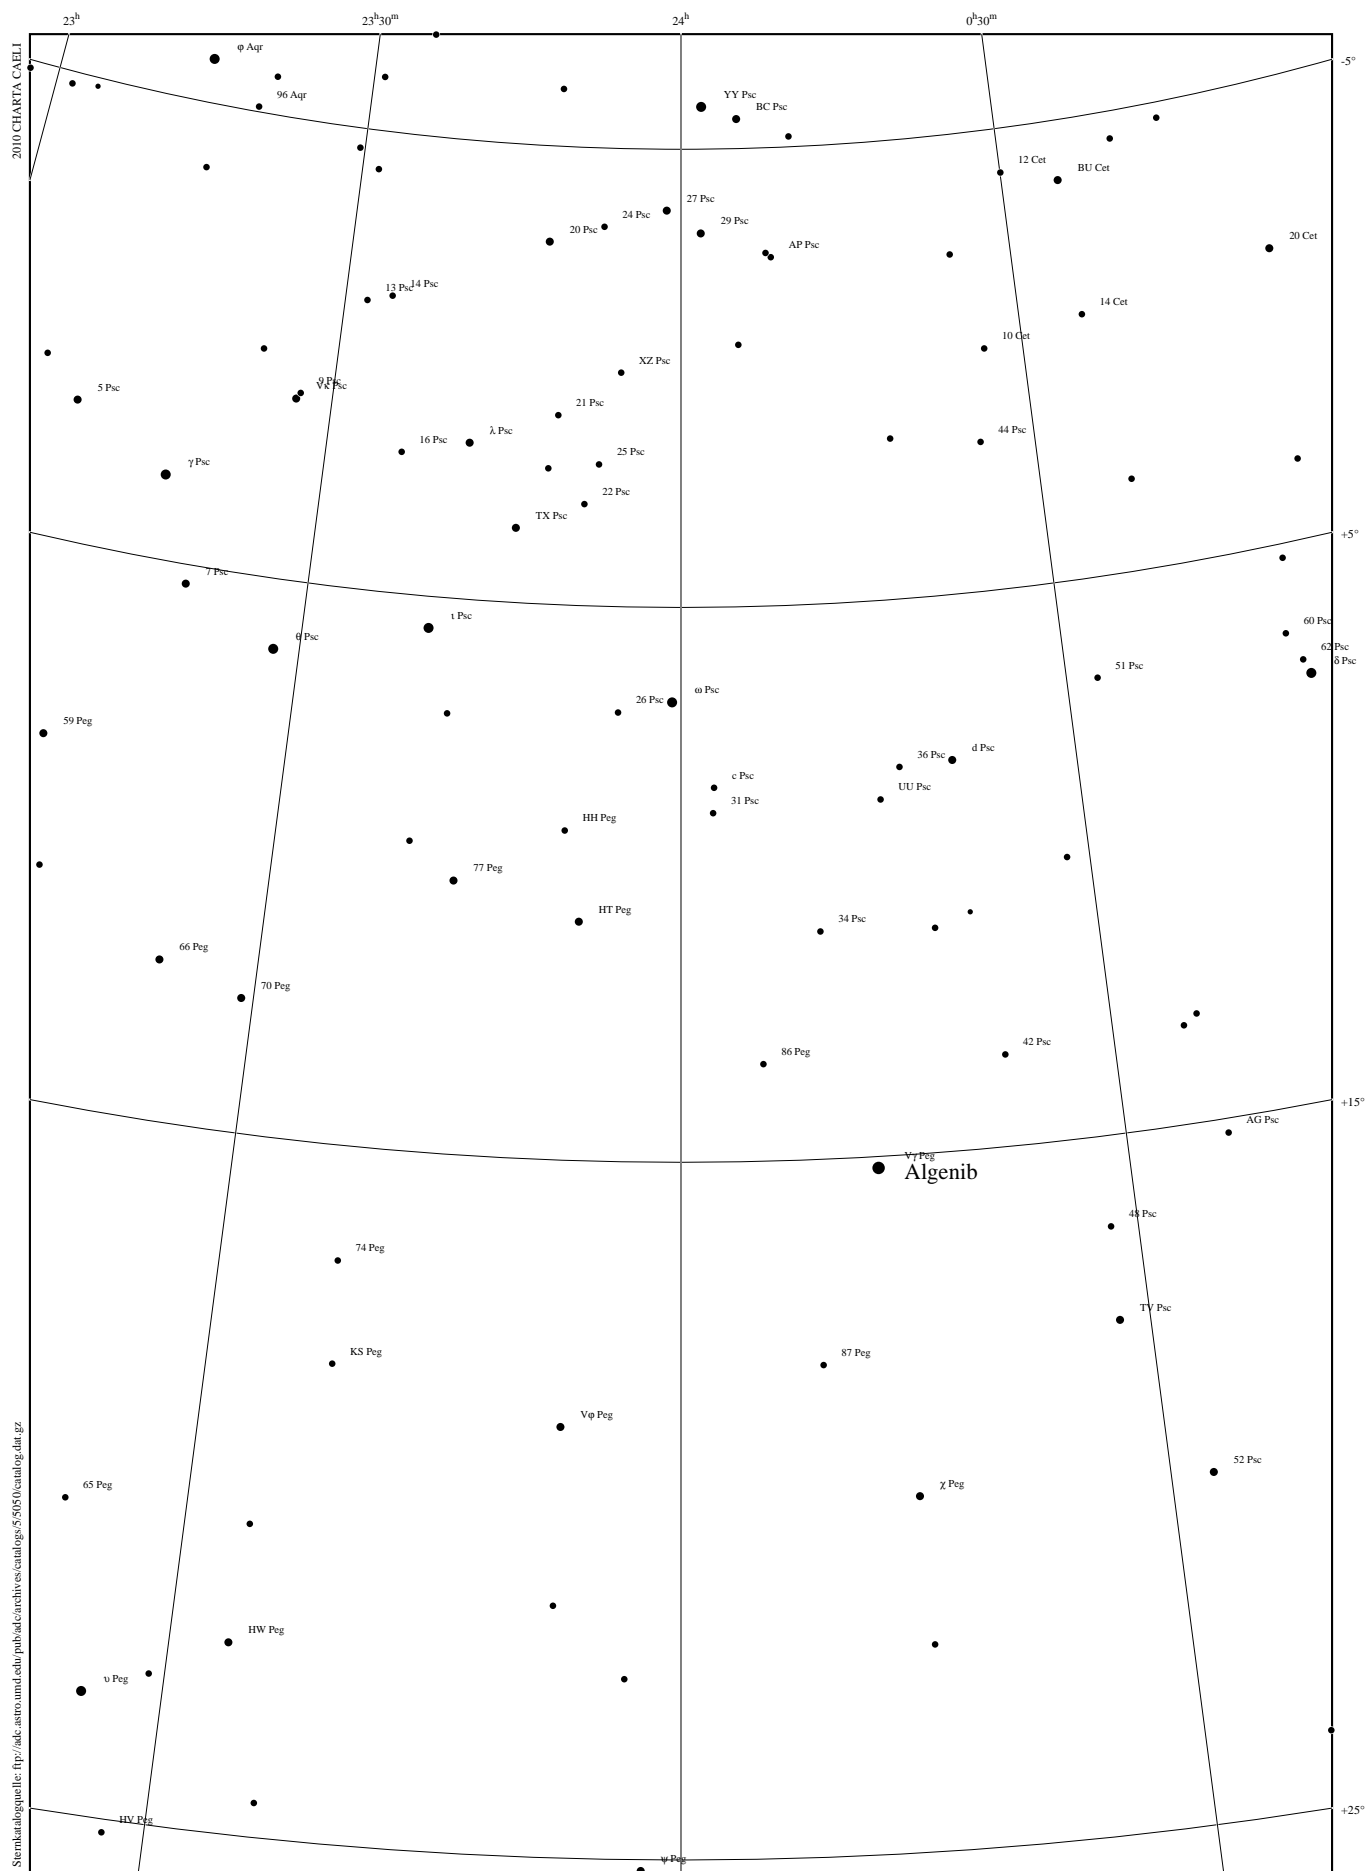 23h
23h30m
24h
0h30m
2010 CHARTA CAELI
φ Aqr
-5°
96 Aqr
YY Psc
BC Psc
12 Cet
BU Cet
27 Psc
24 Psc
20 Psc
29 Psc
AP Psc
20 Cet
13 Psc
14 Psc
14 Cet
10 Cet
XZ Psc
5 Psc
9 Psc
Vκ Psc
21 Psc
16 Psc
λ Psc
44 Psc
γ Psc
25 Psc
22 Psc
TX Psc
+5°
7 Psc
ι Psc
θ Psc
60 Psc
62 Psc
δ Psc
51 Psc
ω Psc
26 Psc
59 Peg
36 Psc
d Psc
c Psc
UU Psc
31 Psc
HH Peg
77 Peg
HT Peg
34 Psc
66 Peg
70 Peg
42 Psc
86 Peg
+15°
AG Psc
Vγ Peg
Algenib
48 Psc
74 Peg
TV Psc
KS Peg
87 Peg
Vφ Peg
52 Psc
65 Peg
χ Peg
HW Peg
υ Peg
+25°
HV Peg
ψ Peg
Sternkatalogquelle: ftp://adc.astro.umd.edu/pub/adc/archives/catalogs/5/5050/catalog.dat.gz